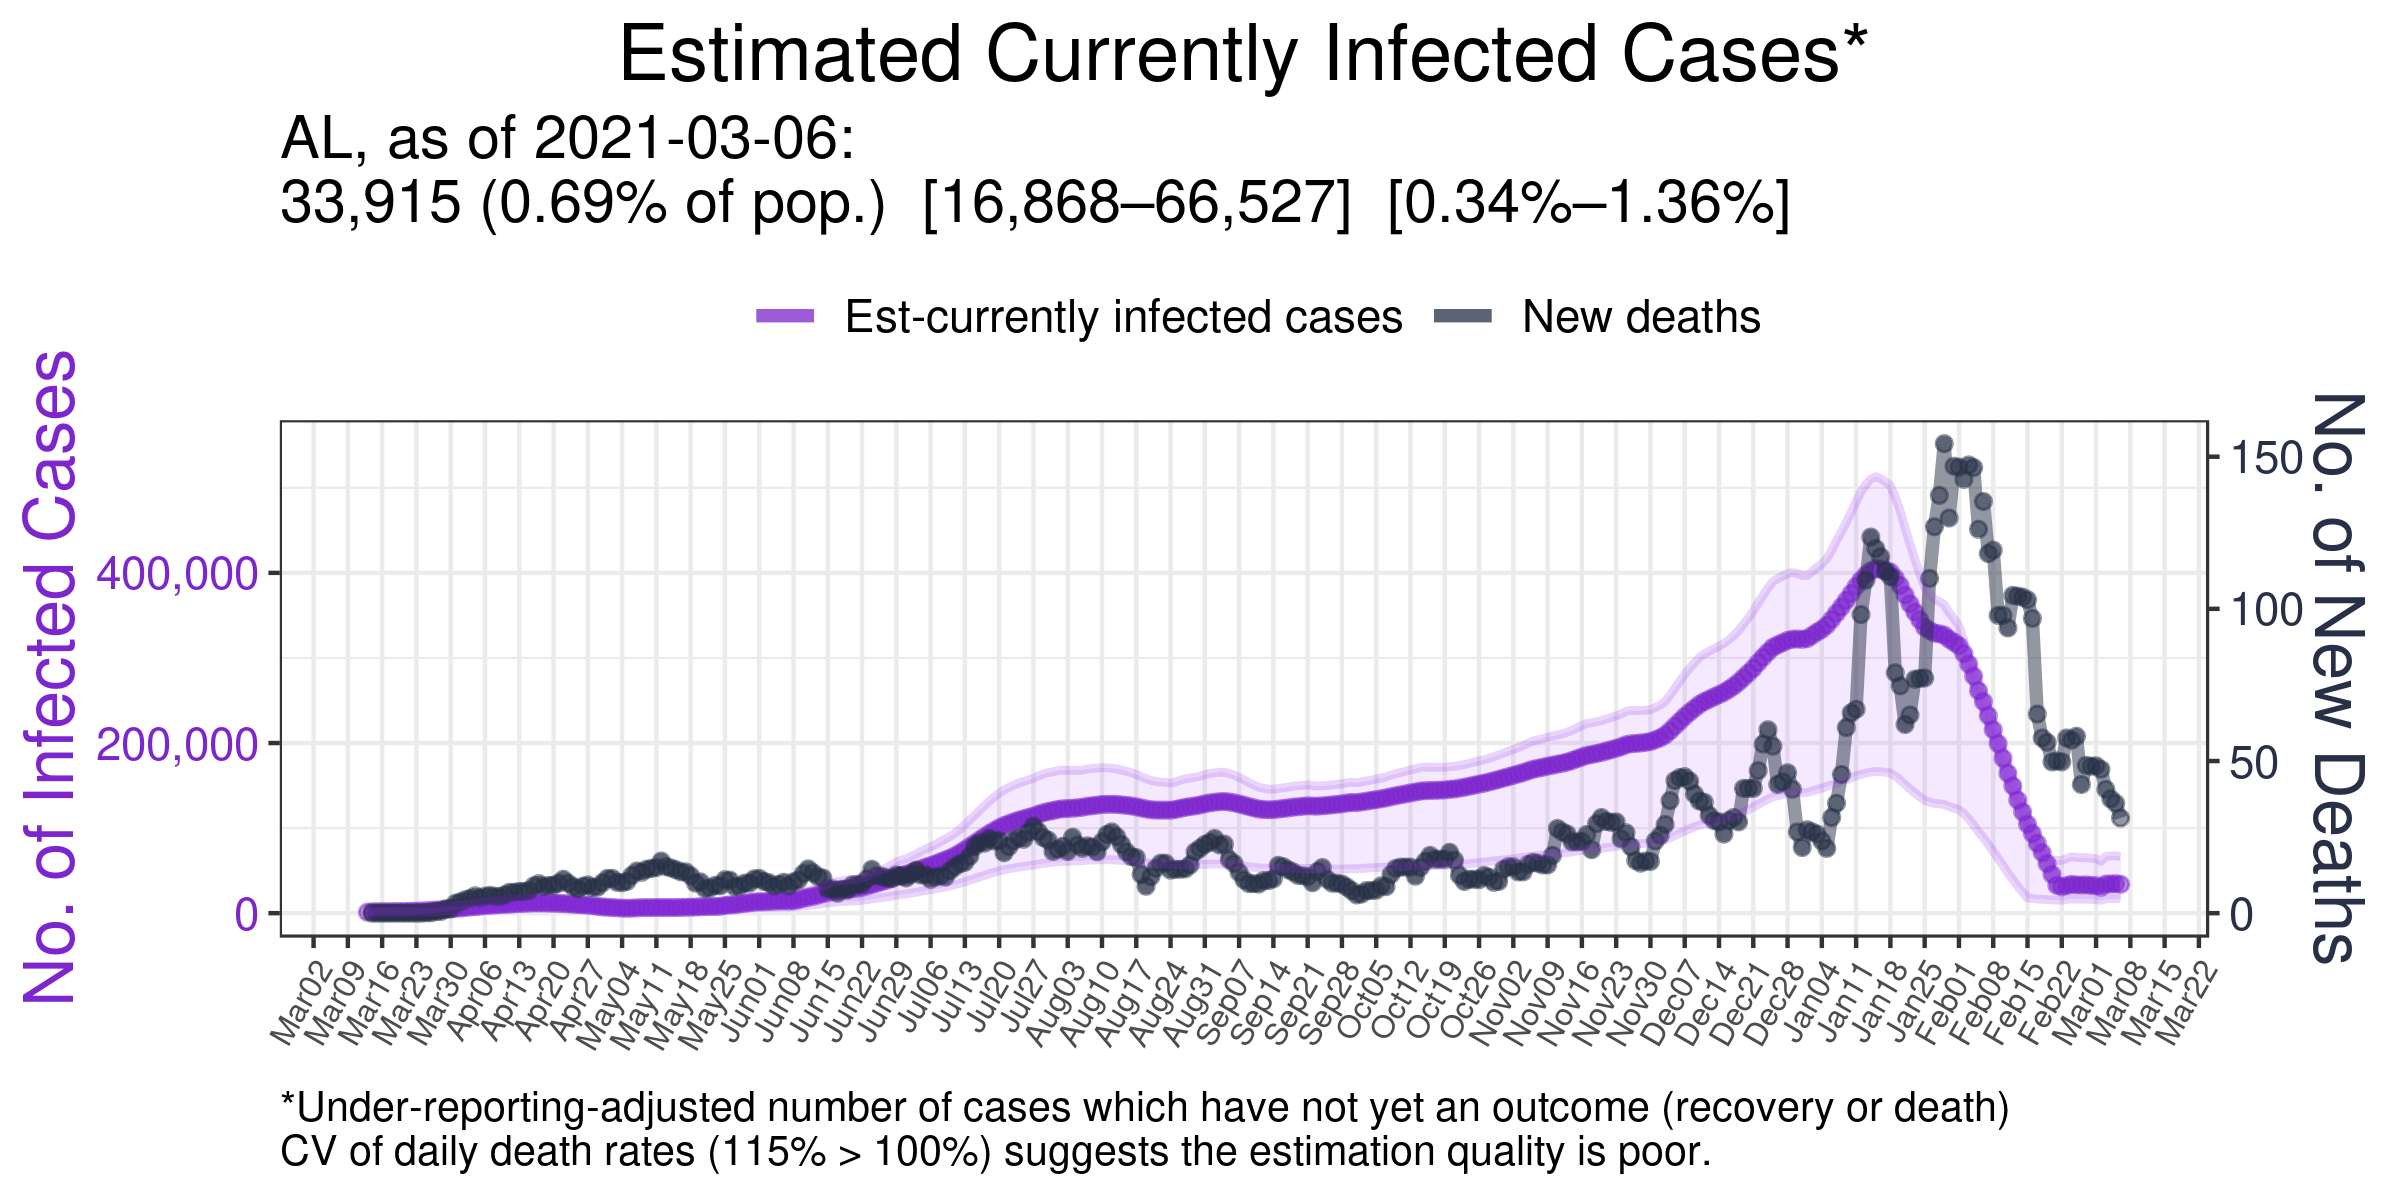 Estimated Currently Infected Cases*
AL, as of 2021-03-06:
33,915 (0.69% of pop.) [16,868–66,527] [0.34%–1.36%]
Est-currently infected cases
New deaths
No. of Infected Cases
400,000
200,000
0
150
100
50
0
No. of New Deaths
Mar02
Mar09
Mar16
Mar23
Mar30
Apr06
Apr13
Apr20
Apr27
May04
May11
May18
May25
Jun01
Jun08
Jun15
Jun22
Jun29
Jul06
Jul13
Jul20
Jul27
Aug03
Aug10
Aug17
Aug24
Aug31
Sep07
Sep14
Sep21
Sep28
Oct05
Oct12
Oct19
Oct26
Nov02
Nov09
Nov16
Nov23
Nov30
Dec07
Dec14
Dec21
Dec28
Jan04
Jan11
Jan18
Jan25
Feb01
Feb08
Feb15
Feb22
Mar01
Mar08
Mar15
Mar22
*Under-reporting-adjusted number of cases which have not yet an outcome (recovery or death)
CV of daily death rates (115% > 100%) suggests the estimation quality is poor.